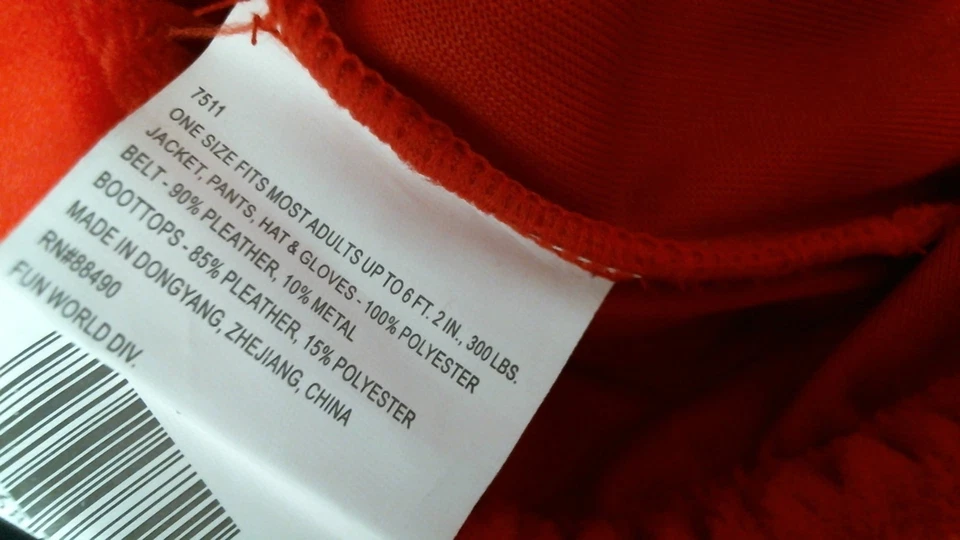 7511
ONE SIZE FITS MOST ADULTS UP TO 6 FT. 2 IN., 300 LBS.
JACKET, PANTS, HAT & GLOVES - 100% POLYESTER
BELT - 90% PLEATHER, 10% METAL
BOOTTOPS - 85% PLEATHER, 15% POLYESTER
MADE IN DONGYANG, ZHEJIANG, CHINA
RN#88490
FUN WORLD DIV.